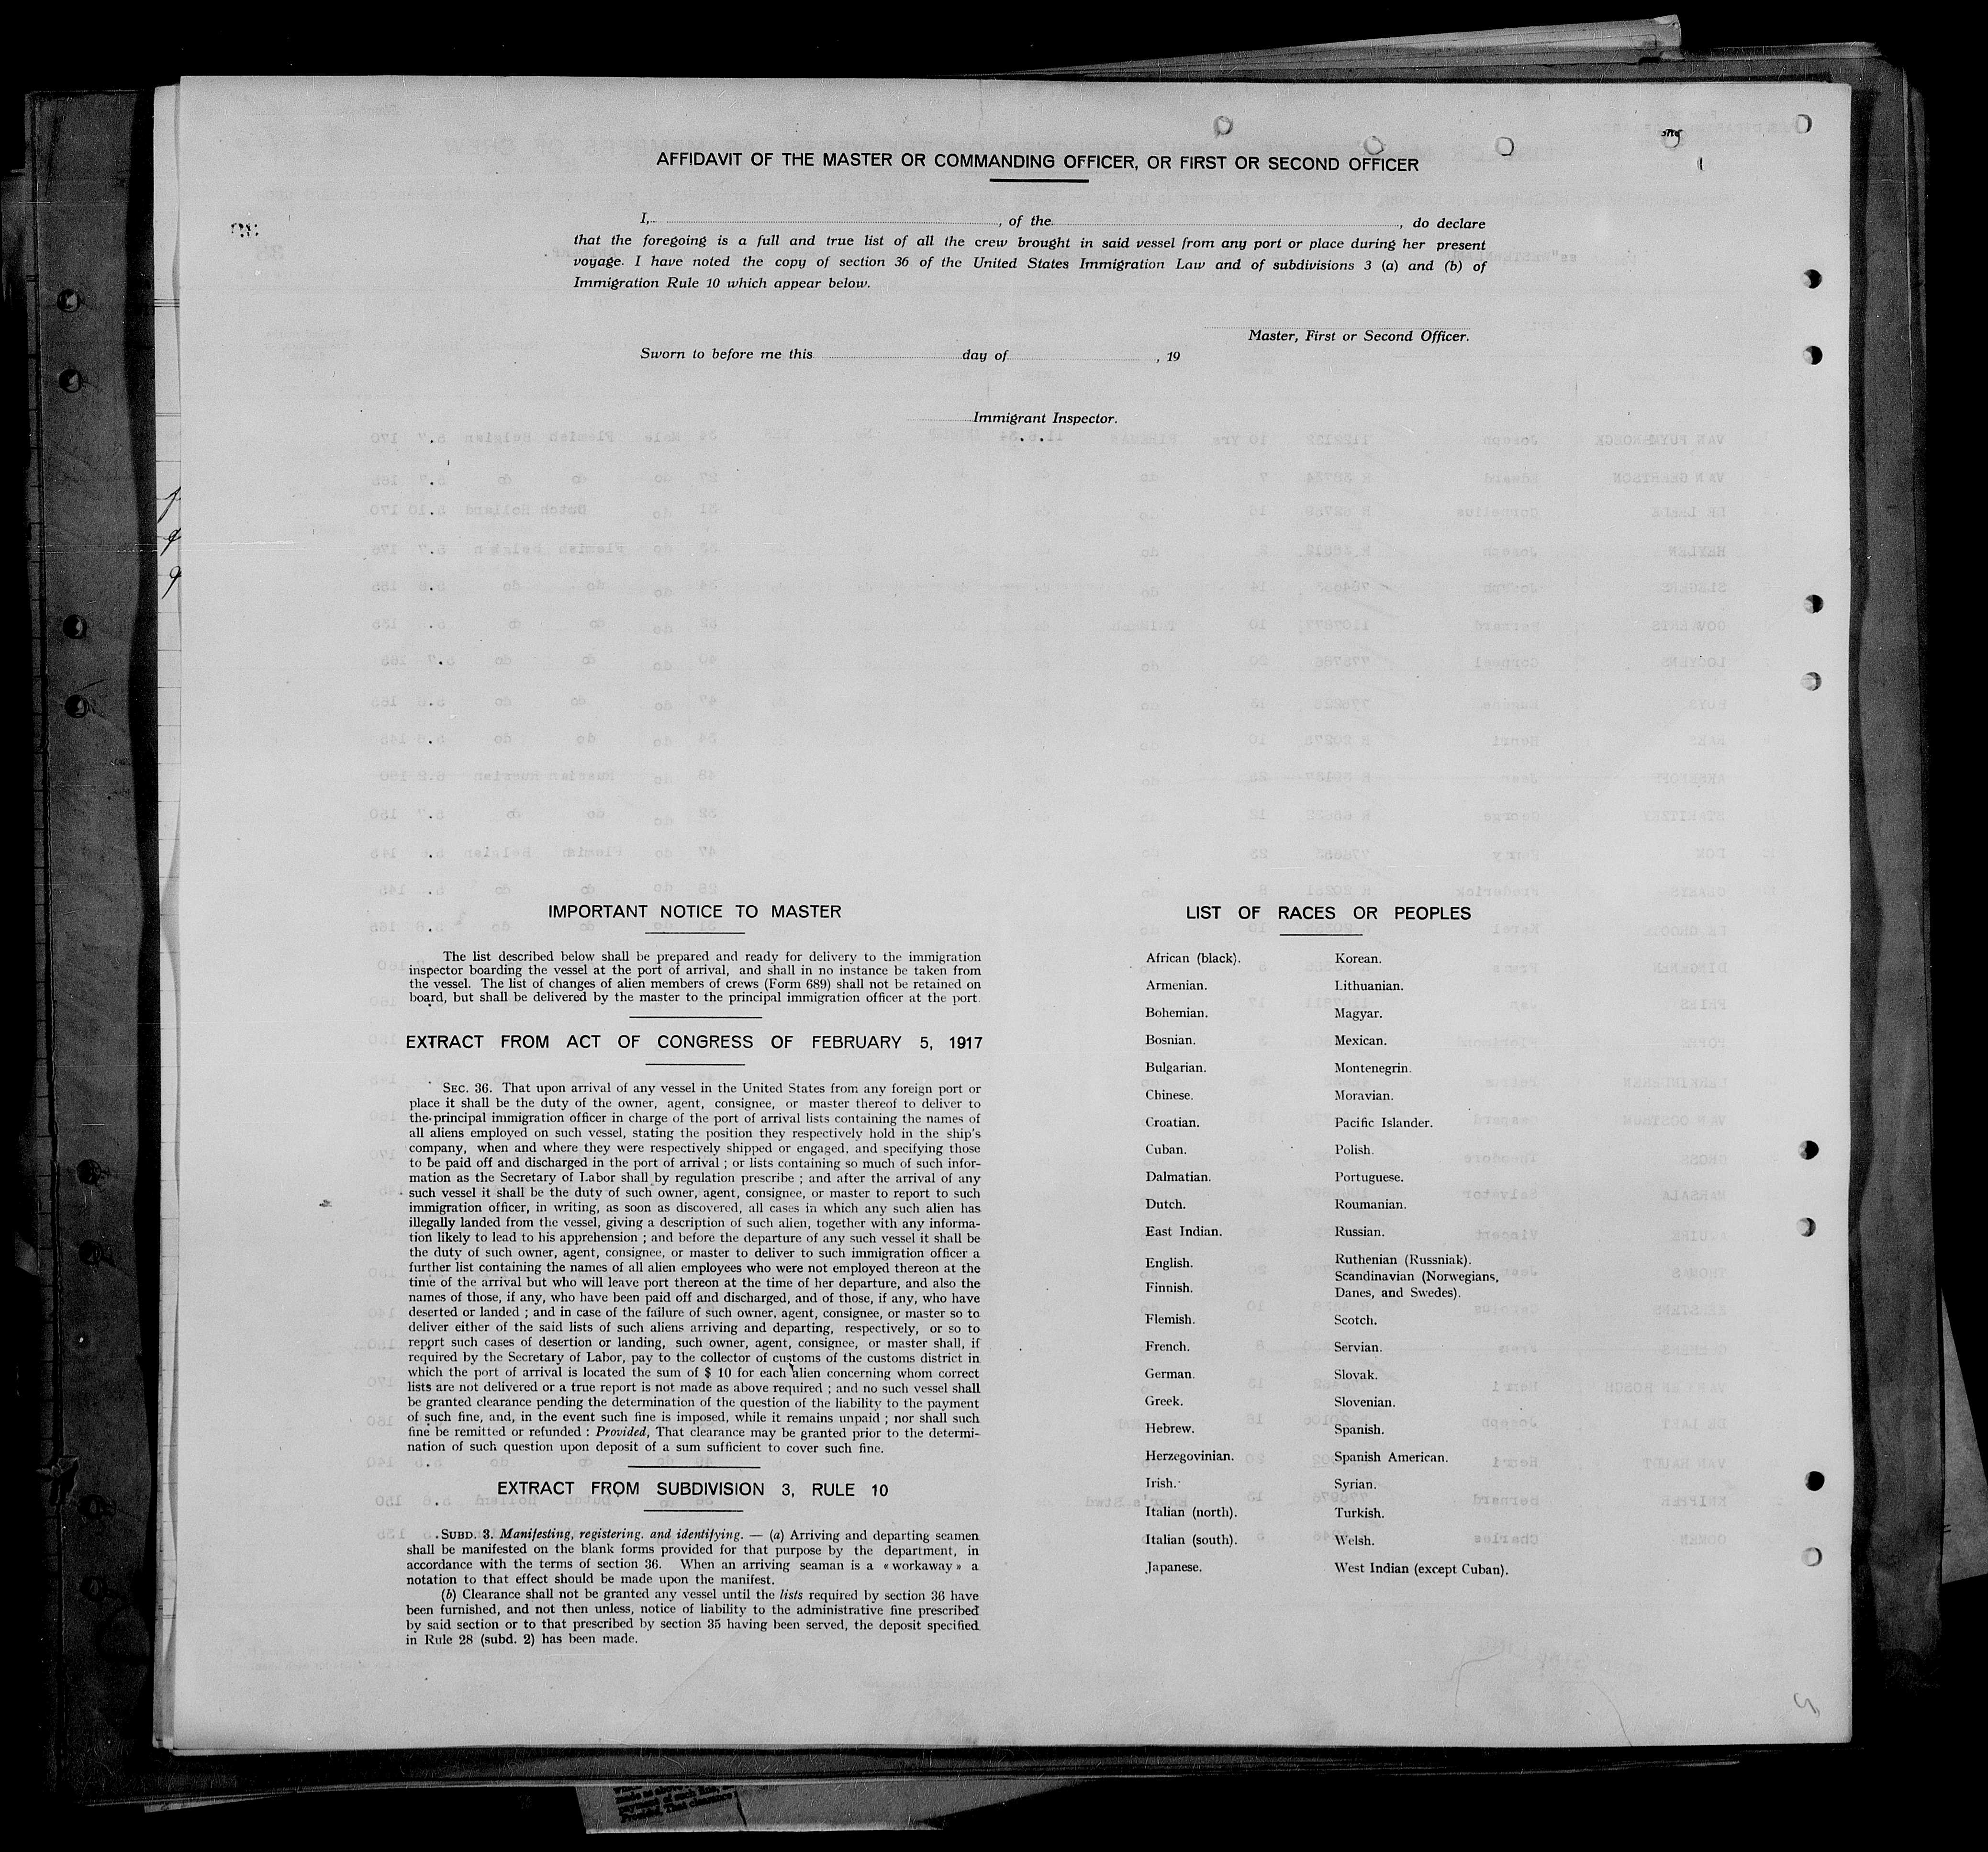 AFFIDAVIT OF THE MASTER OR COMMANDING OFFICER, OR FIRST OR SECOND OFFICER
I, , of the , do declare
that the foregoing is a full and true list of all the crew brought in said vessel from any port or place during her present
voyage. I have noted the copy of section 36 of the United States Immigration Law and of subdivisions 3 (a) and (b) of
Immigration Rule 10 which appear below.
Master, First or Second Officer.
Sworn to before me this day of , 19
Immigrant Inspector.
IMPORTANT NOTICE TO MASTER
The list described below shall be prepared and ready for delivery to the immigration
inspector boarding the vessel at the port of arrival, and shall in no instance be taken from
the vessel. The list of changes of alien members of crews (Form 689) shall not be retained on
board, but shall be delivered by the master to the principal immigration officer at the port.
EXTRACT FROM ACT OF CONGRESS OF FEBRUARY 5, 1917
SEC. 36. That upon arrival of any vessel in the United States from any foreign port or
place it shall be the duty of the owner, agent, consignee, or master thereof to deliver to
the principal immigration officer in charge of the port of arrival lists containing the names of
all aliens employed on such vessel, stating the position they respectively hold in the ship's
company, when and where they were respectively shipped or engaged, and specifying those
to be paid off and discharged in the port of arrival ; or lists containing so much of such infor-
mation as the Secretary of Labor shall by regulation prescribe ; and after the arrival of any
such vessel it shall be the duty of such owner, agent, consignee, or master to report to such
immigration officer, in writing, as soon as discovered, all cases in which any such alien has
illegally landed from the vessel, giving a description of such alien, together with any informa-
tion likely to lead to his apprehension ; and before the departure of any such vessel it shall be
the duty of such owner, agent, consignee, or master to deliver to such immigration officer a
further list containing the names of all alien employees who were not employed thereon at the
time of the arrival but who will leave port thereon at the time of her departure, and also the
names of those, if any, who have been paid off and discharged, and of those, if any, who have
deserted or landed ; and in case of the failure of such owner, agent, consignee, or master so to
deliver either of the said lists of such aliens arriving and departing, respectively, or so to
report such cases of desertion or landing, such owner, agent, consignee, or master shall, if
required by the Secretary of Labor, pay to the collector of customs of the customs district in
which the port of arrival is located the sum of $ 10 for each alien concerning whom correct
lists are not delivered or a true report is not made as above required ; and no such vessel shall
be granted clearance pending the determination of the question of the liability to the payment
of such fine, and, in the event such fine is imposed, while it remains unpaid ; nor shall such
fine be remitted or refunded : Provided, That clearance may be granted prior to the determi-
nation of such question upon deposit of a sum sufficient to cover such fine.
EXTRACT FROM SUBDIVISION 3, RULE 10
SUBD. 3. Manifesting, registering, and identifying. — (a) Arriving and departing seamen
shall be manifested on the blank forms provided for that purpose by the department, in
accordance with the terms of section 36. When an arriving seaman is a « workaway » a
notation to that effect should be made upon the manifest.
(b) Clearance shall not be granted any vessel until the lists required by section 36 have
been furnished, and not then unless, notice of liability to the administrative fine prescribed
by said section or to that prescribed by section 35 having been served, the deposit specified
in Rule 28 (subd. 2) has been made.
LIST OF RACES OR PEOPLES
African (black).
Armenian.
Bohemian.
Bosnian.
Bulgarian.
Chinese.
Croatian.
Cuban.
Dalmatian.
Dutch.
East Indian.
English.
Finnish.
Flemish.
French.
German.
Greek.
Hebrew.
Herzegovinian.
Irish.
Italian (north).
Italian (south).
Japanese.
Korean.
Lithuanian.
Magyar.
Mexican.
Montenegrin.
Moravian.
Pacific Islander.
Polish.
Portuguese.
Roumanian.
Russian.
Ruthenian (Russniak).
Scandinavian (Norwegians,
Danes, and Swedes).
Scotch.
Servian.
Slovak.
Slovenian.
Spanish.
Spanish American.
Syrian.
Turkish.
Welsh.
West Indian (except Cuban).